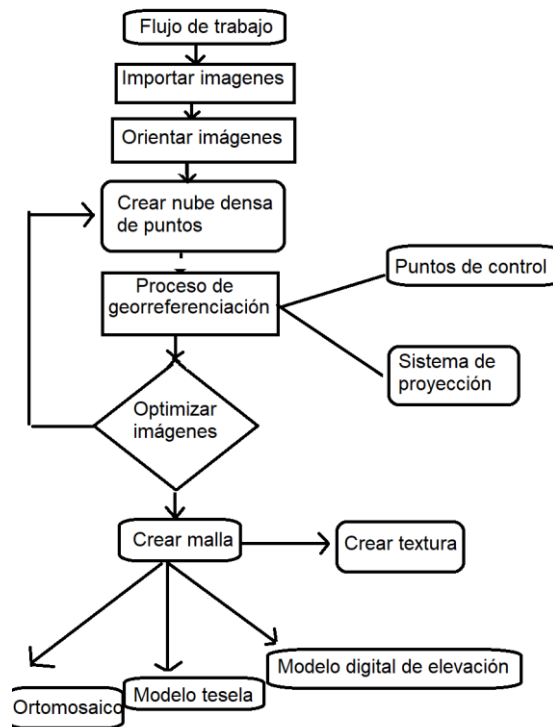 Flujo de trabajo
Importar imagenes
Orientar imágenes
Crear nube densa
de puntos
Proceso de
georreferenciación
Puntos de control
Sistema de
proyección
Optimizar
imágenes
Crear malla
Crear textura
Ortomosaico
Modelo tesela
Modelo digital de elevación